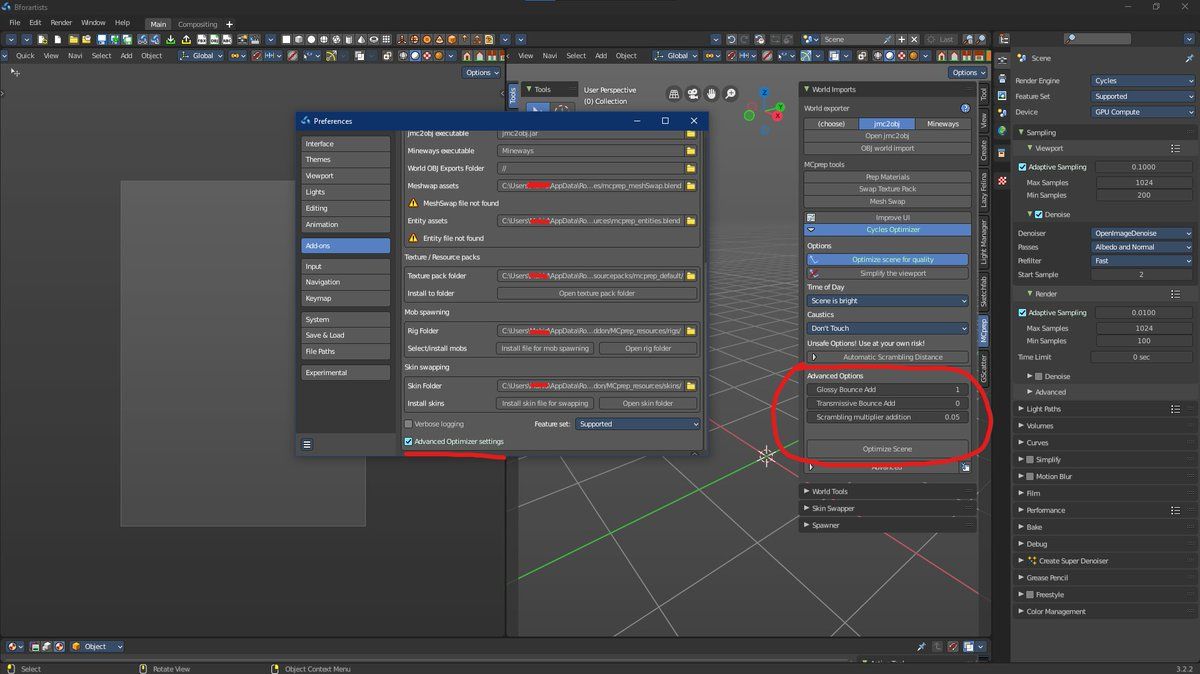 Bforartists
File Edit Render Window Help Main Compositing +
Scene Last
Quick View Navi Select Add Object Global
View Navi Select Add Object Global
Options
Options
Tools
Tools
User Perspective
(0) Collection
Z
Y
X
Preferences
Interface
Themes
Viewport
Lights
Editing
Animation
Add-ons
Input
Navigation
Keymap
System
Save & Load
File Paths
Experimental
jmc2obj executable jmc2obj.jar
Mineways executable Mineways
World OBJ Exports Folder //
Meshwap assets C:\Users\ \AppData\Ro...es/mcprep_meshSwap.blend
MeshSwap file not found
Entity assets C:\Users\ \AppData\Ro...urces/mcprep_entities.blend
Entity file not found
Texture / Resource packs
Texture pack folder C:\Users\ \AppData\Ro...sourcepacks/mcprep_default/
Install to folder Open texture pack folder
Mob spawning
Rig Folder C:\Users\ \AppData\Ro...ddon/MCprep_resources/rigs/
Select/install mobs Install file for mob spawning Open rig folder
Skin swapping
Skin Folder C:\Users\ \AppData\Ro...don/MCprep_resources/skins/
Install skins Install skin file for swapping Open skin folder
Verbose logging Feature set: Supported
Advanced Optimizer settings
World Imports
World exporter
(choose) jmc2obj Mineways
Open jmc2obj
OBJ world import
MCprep tools
Prep Materials
Swap Texture Pack
Mesh Swap
Improve UI
Cycles Optimizer
Options
Optimize scene for quality
Simplify the viewport
Time of Day
Scene is bright
Caustics
Don't Touch
Unsafe Options! Use at your own risk!
Automatic Scrambling Distance
Advanced Options
Glossy Bounce Add 1
Transmissive Bounce Add 0
Scrambling multiplier addition 0.05
Optimize Scene
Advanced
World Tools
Skin Swapper
Spawner
Tool
View
Create
Lazy Felina
Light Manager
Sketchfab
MCprep
GScatter
Scene
Render Engine Cycles
Feature Set Supported
Device GPU Compute
Sampling
Viewport
Adaptive Sampling 0.1000
Max Samples 1024
Min Samples 200
Denoise
Denoiser OpenImageDenoise
Passes Albedo and Normal
Prefilter Fast
Start Sample 2
Render
Adaptive Sampling 0.0100
Max Samples 1024
Min Samples 100
Time Limit 0 sec
Denoise
Advanced
Light Paths
Volumes
Curves
Simplify
Motion Blur
Film
Performance
Bake
Debug
Create Super Denoiser
Grease Pencil
Freestyle
Color Management
Object
Select Rotate View Object Context Menu 3.2.2